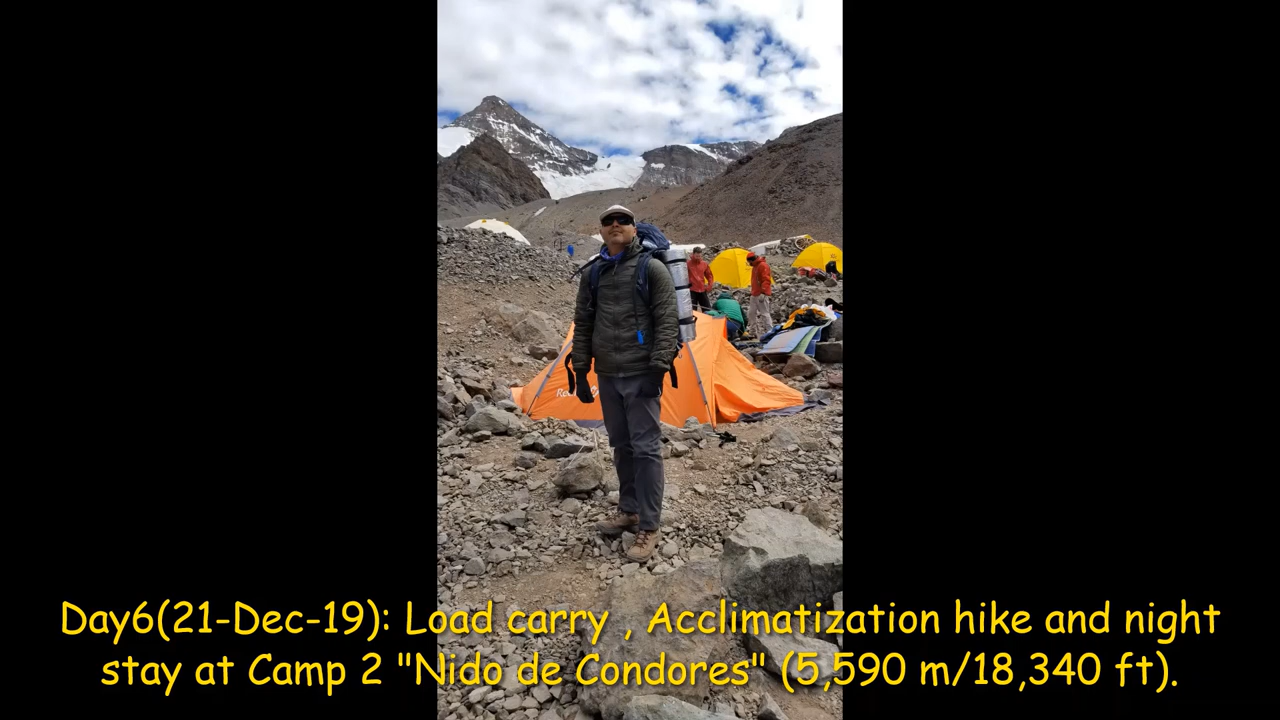 Day6(21-Dec-19): Load carry , Acclimatization hike and night
stay at Camp 2 "Nido de Condores" (5,590 m/18,340 ft).